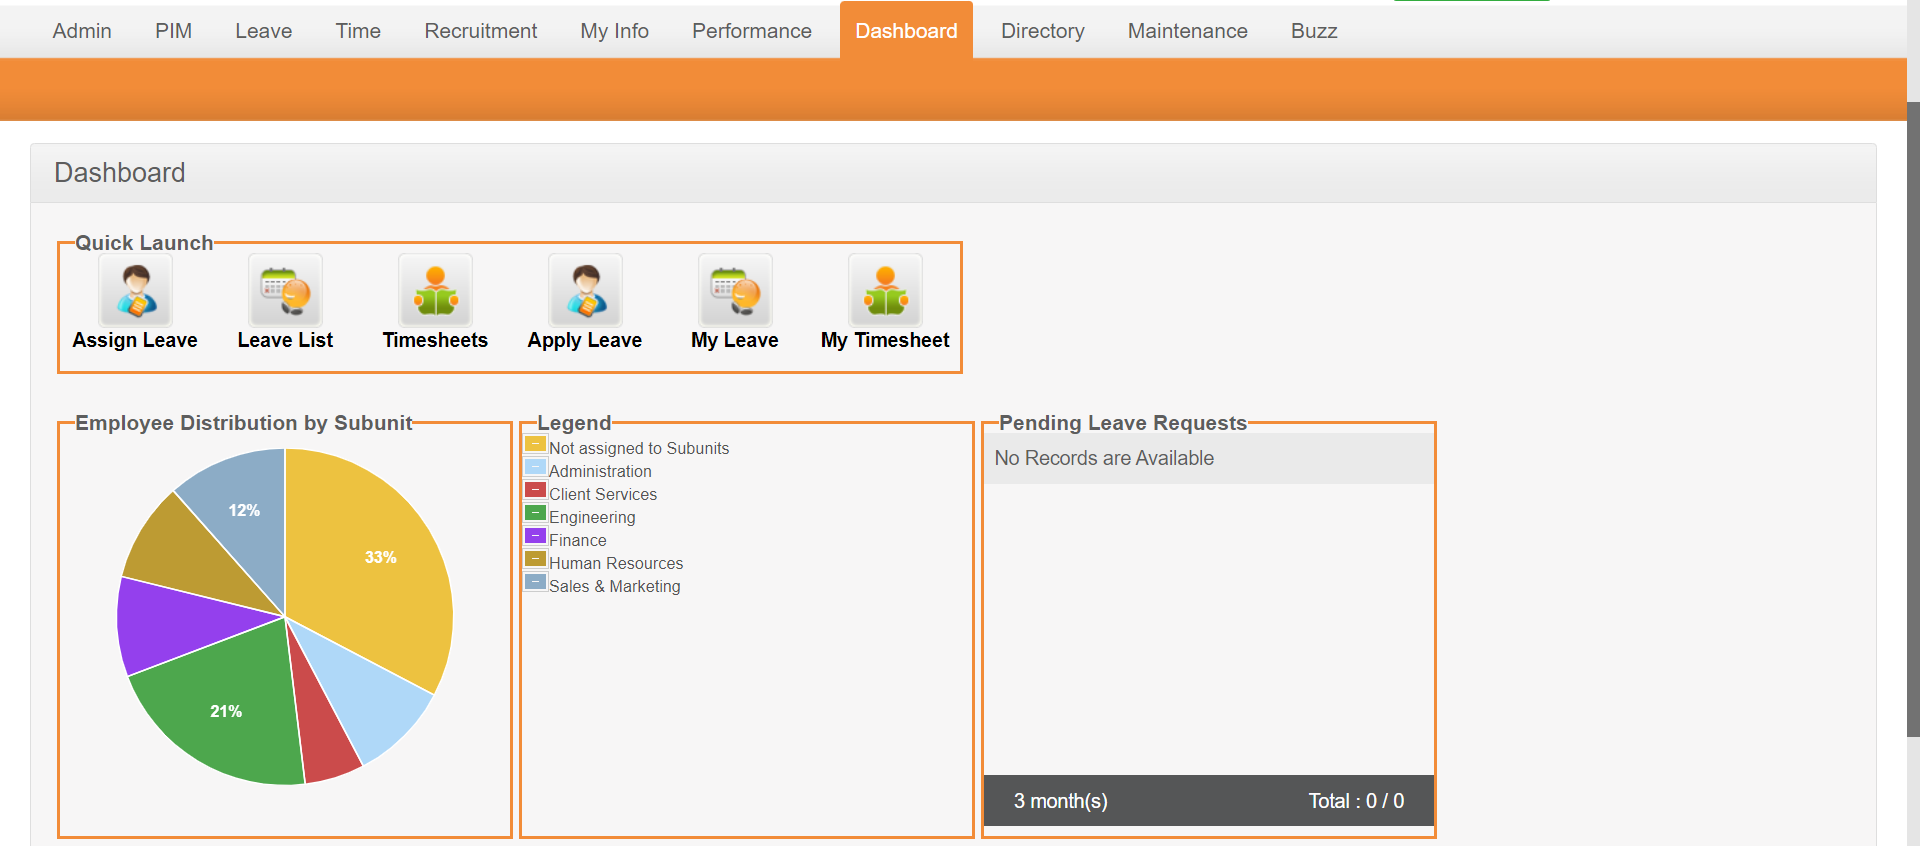 Admin PIM Leave Time Recruitment My Info Performance Dashboard Directory Maintenance Buzz
Dashboard
Quick Launch
Assign Leave Leave List Timesheets Apply Leave My Leave My Timesheet
Employee Distribution by Subunit
12%
33%
21%
Legend
Not assigned to Subunits
Administration
Client Services
Engineering
Finance
Human Resources
Sales & Marketing
Pending Leave Requests
No Records are Available
3 month(s) Total : 0 / 0